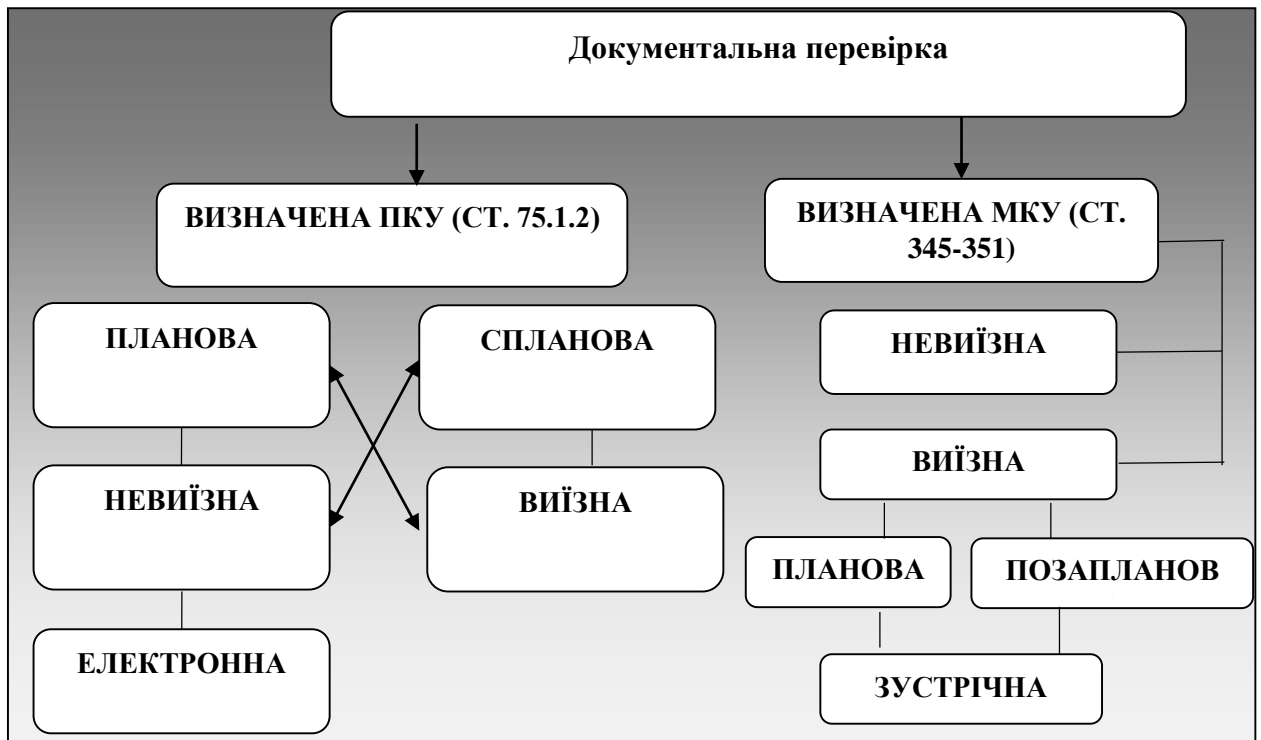 Документальна перевірка
ВИЗНАЧЕНА ПКУ (СТ. 75.1.2)
ВИЗНАЧЕНА МКУ (СТ.
345-351)
ПЛАНОВА
СПЛАНОВА
НЕВИЇЗНА
ВИЇЗНА
НЕВИЇЗНА
ВИЇЗНА
ПЛАНОВА
ПОЗАПЛАНОВ
ЕЛЕКТРОННА
ЗУСТРІЧНА